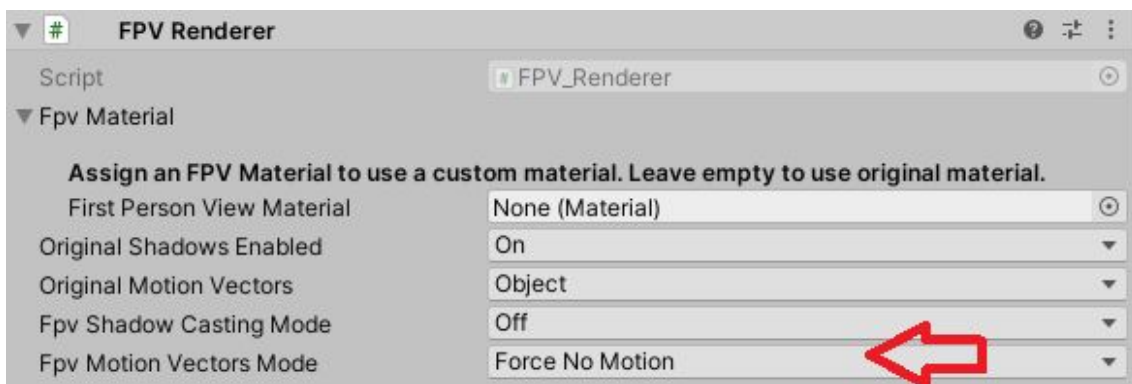 # FPV Renderer
Script # FPV_Renderer
Fpv Material
Assign an FPV Material to use a custom material. Leave empty to use original material.
First Person View Material None (Material)
Original Shadows Enabled On
Original Motion Vectors Object
Fpv Shadow Casting Mode Off
Fpv Motion Vectors Mode Force No Motion